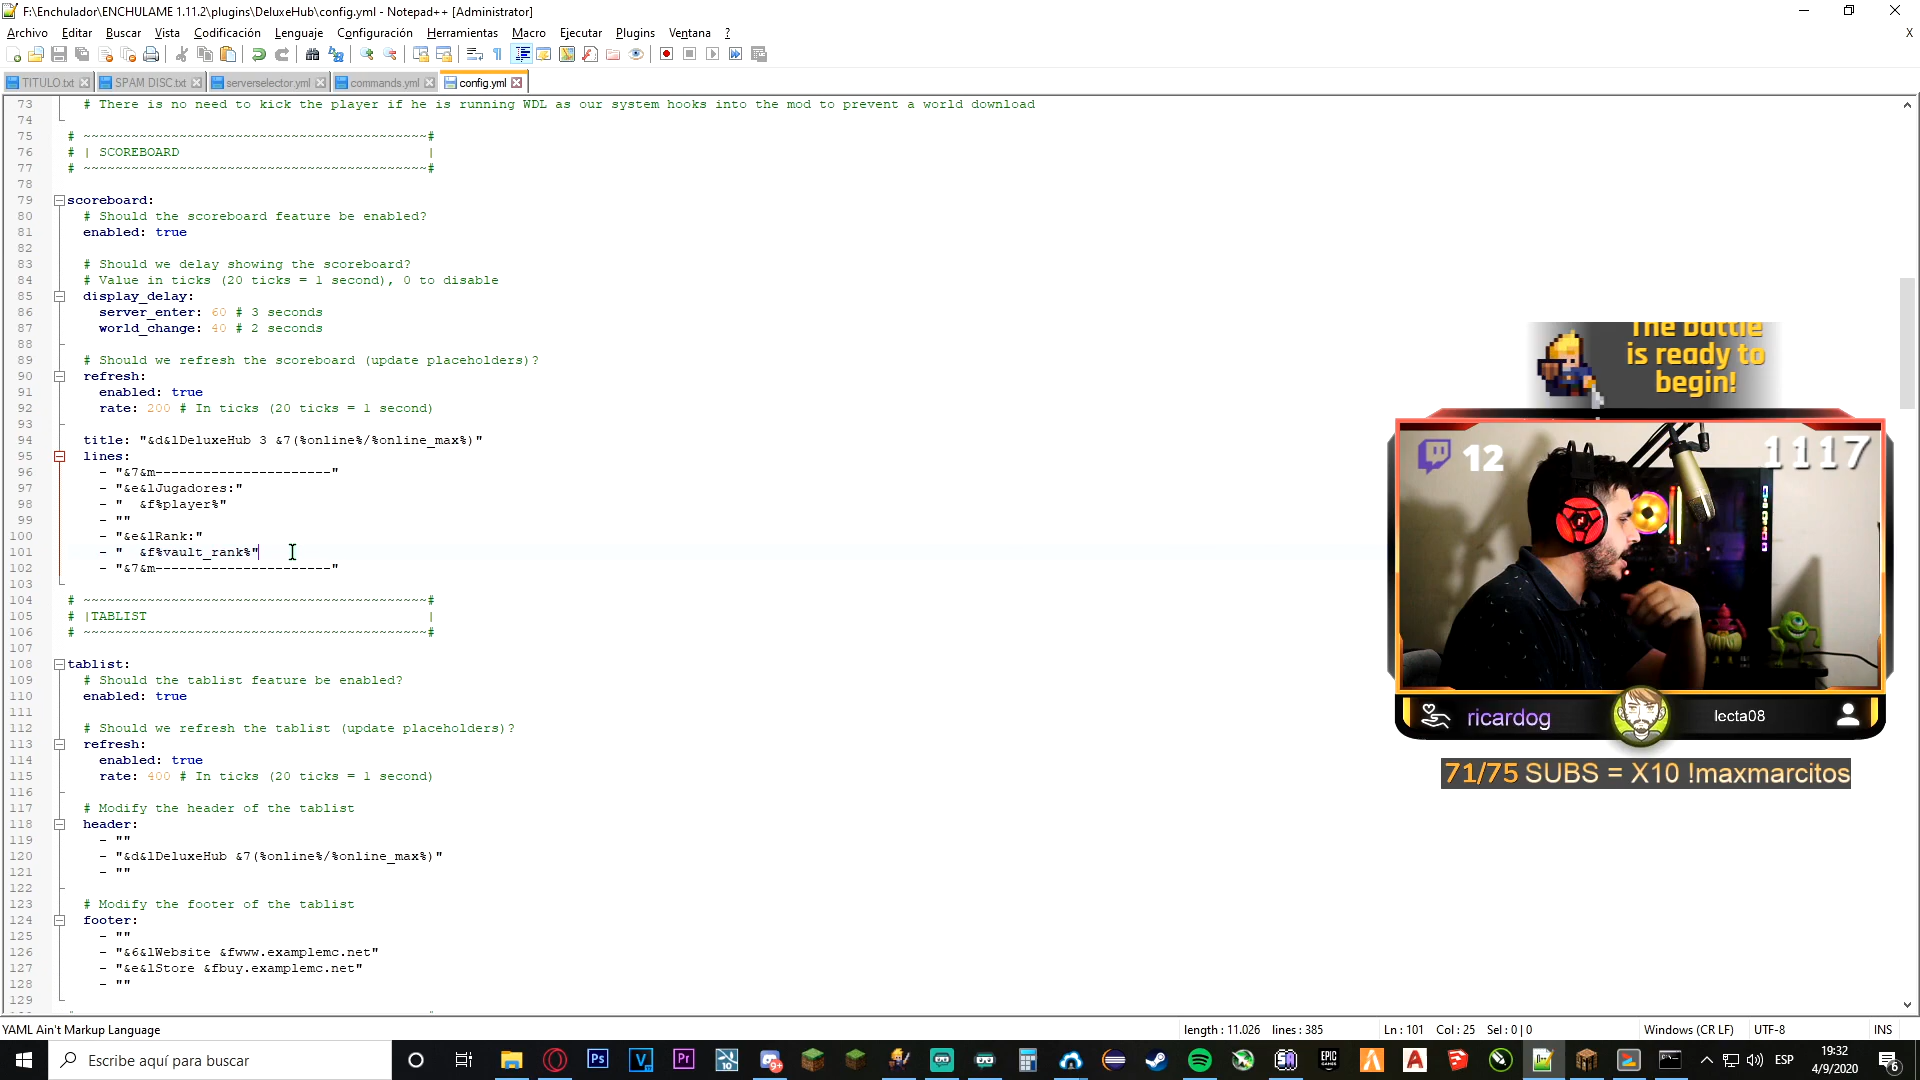 F:\Enchulador\ENCHULAME 1.11.2\plugins\DeluxeHub\config.yml - Notepad++ [Administrator]
Archivo Editar Buscar Vista Codificación Lenguaje Configuración Herramientas Macro Ejecutar Plugins Ventana ?
X
TITULO.txt SPAM DISC.txt serverselector.yml commands.yml config.yml
73 # There is no need to kick the player if he is running WDL as our system hooks into the mod to prevent a world download
74
75 # ~~~~~~~~~~~~~~~~~~~~~~~~~~~~~~~~~~~~~~~~~~~#
76 # | SCOREBOARD |
77 # ~~~~~~~~~~~~~~~~~~~~~~~~~~~~~~~~~~~~~~~~~~~#
78
79 scoreboard:
80 # Should the scoreboard feature be enabled?
81 enabled: true
82
83 # Should we delay showing the scoreboard?
84 # Value in ticks (20 ticks = 1 second), 0 to disable
85 display_delay:
86 server_enter: 60 # 3 seconds
87 world_change: 40 # 2 seconds
88
89 # Should we refresh the scoreboard (update placeholders)?
90 refresh:
91 enabled: true
92 rate: 200 # In ticks (20 ticks = 1 second)
93
94 title: "&d&lDeluxeHub 3 &7(%online%/%online_max%)"
95 lines:
96 - "&7&m----------------------"
97 - "&e&lJugadores:"
98 - "  &f%player%"
99 - ""
100 - "&e&lRank:"
101 - "  &f%vault_rank%"
102 - "&7&m----------------------"
103
104 # ~~~~~~~~~~~~~~~~~~~~~~~~~~~~~~~~~~~~~~~~~~~#
105 # |TABLIST |
106 # ~~~~~~~~~~~~~~~~~~~~~~~~~~~~~~~~~~~~~~~~~~~#
107
108 tablist:
109 # Should the tablist feature be enabled?
110 enabled: true
111
112 # Should we refresh the tablist (update placeholders)?
113 refresh:
114 enabled: true
115 rate: 400 # In ticks (20 ticks = 1 second)
116
117 # Modify the header of the tablist
118 header:
119 - ""
120 - "&d&lDeluxeHub &7(%online%/%online_max%)"
121 - ""
122
123 # Modify the footer of the tablist
124 footer:
125 - ""
126 - "&6&lWebsite &fwww.examplemc.net"
127 - "&e&lStore &fbuy.examplemc.net"
128 - ""
129
The battle
is ready to
begin!
12
1117
ricardog
lecta08
71/75 SUBS = X10 !maxmarcitos
YAML Ain't Markup Language length : 11.026 lines : 385 Ln : 101 Col : 25 Sel : 0 | 0 Windows (CR LF) UTF-8 INS
Escribe aquí para buscar
Ps
V
Pr
10
9+
EPIC GAMES
A
ESP
19:32
4/9/2020
6